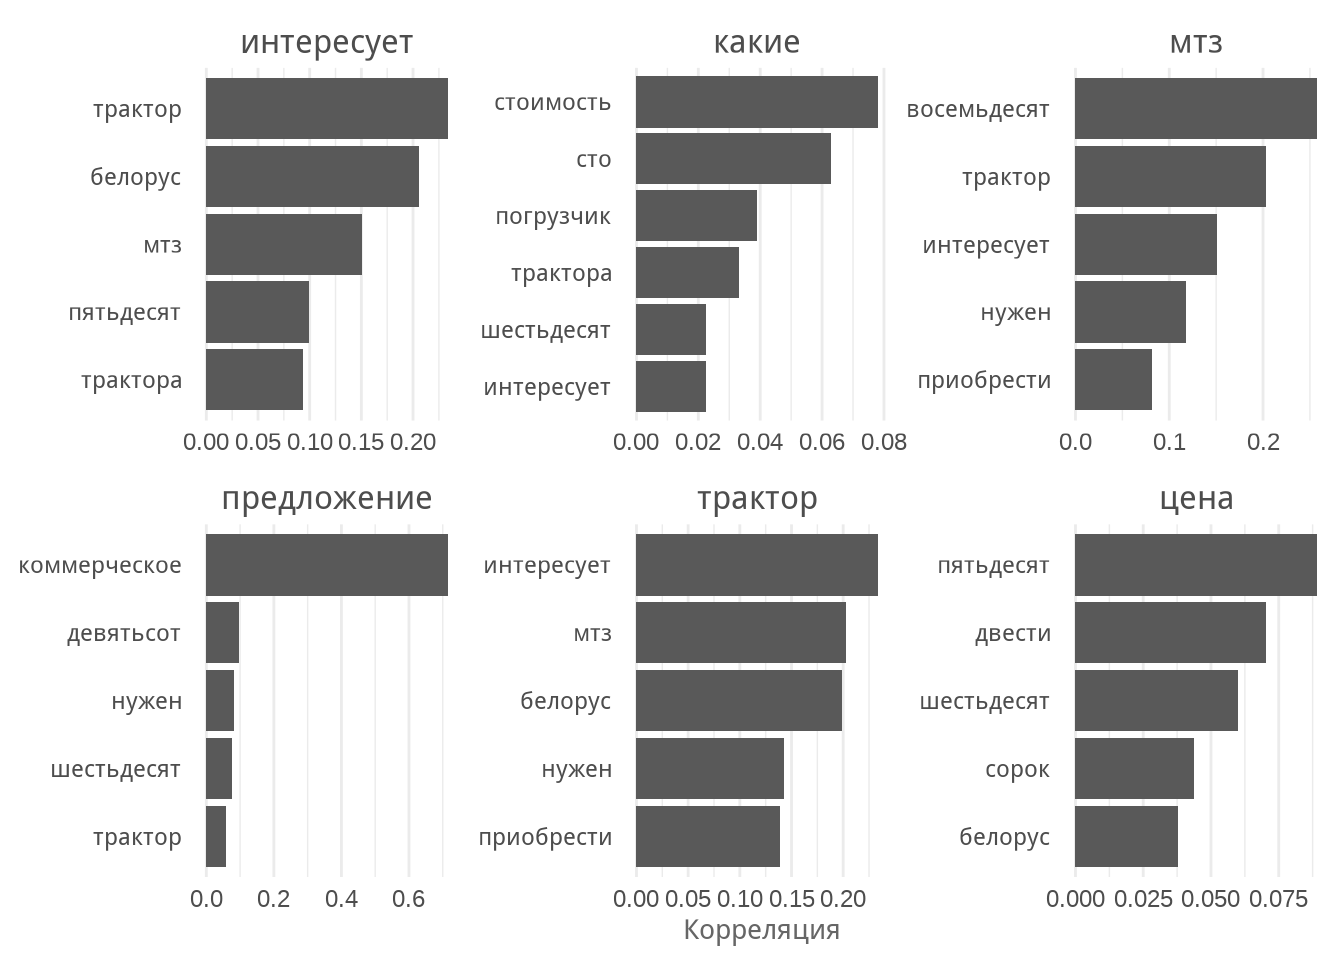 интересует
трактор
белорус
мтз
пятьдесят
трактора
0.00 0.05 0.10 0.15 0.20
какие
стоимость
сто
погрузчик
трактора
шестьдесят
интересует
0.00 0.02 0.04 0.06 0.08
мтз
восемьдесят
трактор
интересует
нужен
приобрести
0.0 0.1 0.2
предложение
коммерческое
девятьсот
нужен
шестьдесят
трактор
0.0 0.2 0.4 0.6
трактор
интересует
мтз
белорус
нужен
приобрести
0.00 0.05 0.10 0.15 0.20
цена
пятьдесят
двести
шестьдесят
сорок
белорус
0.000 0.025 0.050 0.075
Корреляция